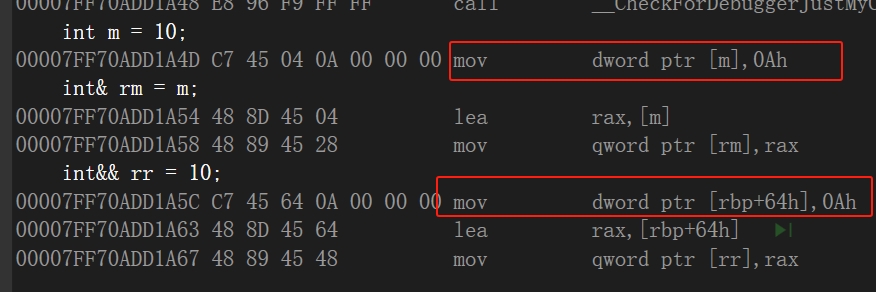 00007FF70ADD1A48 E8 96 F9 FF FF call __CheckForDebuggerJustMyC
int m = 10;
00007FF70ADD1A4D C7 45 04 0A 00 00 00 mov dword ptr [m],0Ah
int& rm = m;
00007FF70ADD1A54 48 8D 45 04 lea rax,[m]
00007FF70ADD1A58 48 89 45 28 mov qword ptr [rm],rax
int&& rr = 10;
00007FF70ADD1A5C C7 45 64 0A 00 00 00 mov dword ptr [rbp+64h],0Ah
00007FF70ADD1A63 48 8D 45 64 lea rax,[rbp+64h]
00007FF70ADD1A67 48 89 45 48 mov qword ptr [rr],rax